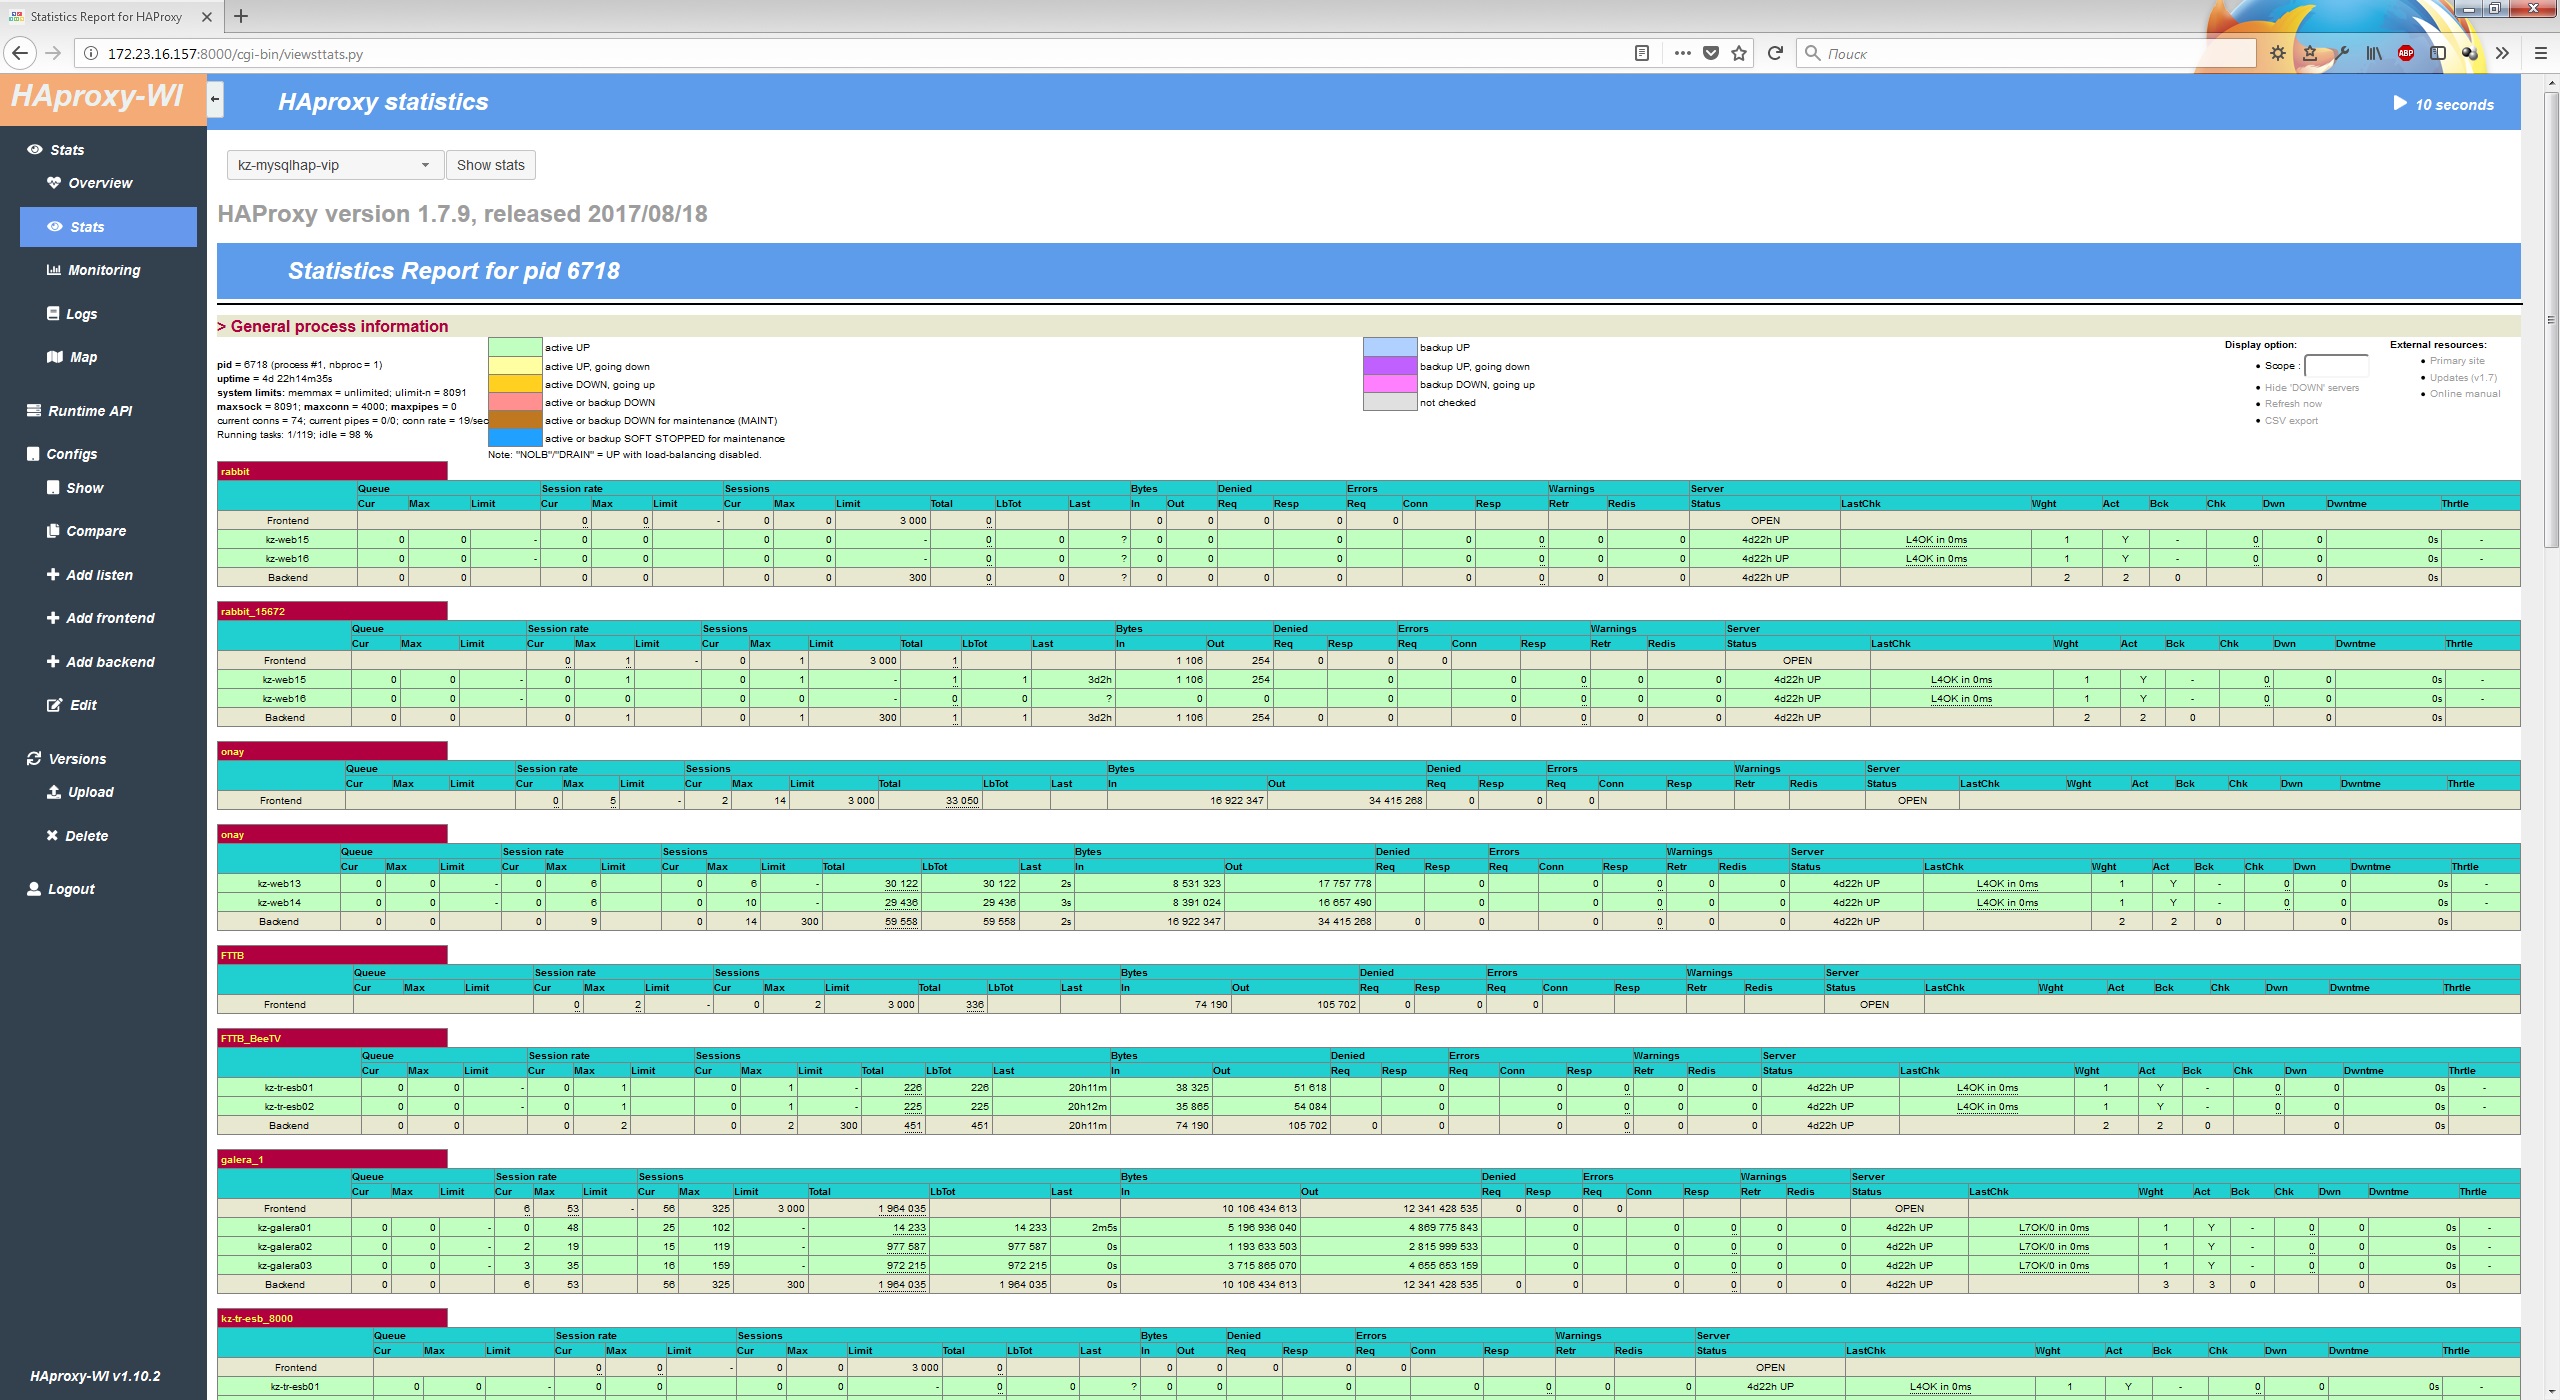 Statistics Report for HAProxy
172.23.16.157:8000/cgi-bin/viewsttats.py
Поиск
HAproxy-WI
HAproxy statistics
10 seconds
Stats
Overview
Stats
Monitoring
Logs
Map
Runtime API
Configs
Show
Compare
Add listen
Add frontend
Add backend
Edit
Versions
Upload
Delete
Logout
HAproxy-WI v1.10.2
kz-mysqlhap-vip Show stats
HAProxy version 1.7.9, released 2017/08/18
Statistics Report for pid 6718
> General process information
pid = 6718 (process #1, nbproc = 1)
uptime = 4d 22h14m35s
system limits: memmax = unlimited; ulimit-n = 8091
maxsock = 8091; maxconn = 4000; maxpipes = 0
current conns = 74; current pipes = 0/0; conn rate = 19/sec
Running tasks: 1/119; idle = 98 %
active UP
active UP, going down
active DOWN, going up
active or backup DOWN
active or backup DOWN for maintenance (MAINT)
active or backup SOFT STOPPED for maintenance
Note: "NOLB"/"DRAIN" = UP with load-balancing disabled.
backup UP
backup UP, going down
backup DOWN, going up
not checked
Display option:
Scope :
Hide 'DOWN' servers
Refresh now
CSV export
External resources:
Primary site
Updates (v1.7)
Online manual
rabbit
Queue Session rate Sessions Bytes Denied Errors Warnings Server
Cur Max Limit Cur Max Limit Cur Max Limit Total LbTot Last In Out Req Resp Req Conn Resp Retr Redis Status LastChk Wght Act Bck Chk Dwn Dwntme Thrtle
Frontend 0 0 - 0 0 3 000 0 0 0 0 0 0 OPEN
kz-web15 0 0 - 0 0 0 0 - 0 0 ? 0 0 0 0 0 0 0 4d22h UP L4OK in 0ms 1 Y - 0 0 0s -
kz-web16 0 0 - 0 0 0 0 - 0 0 ? 0 0 0 0 0 0 0 4d22h UP L4OK in 0ms 1 Y - 0 0 0s -
Backend 0 0 0 0 0 0 300 0 0 ? 0 0 0 0 0 0 0 0 4d22h UP 2 2 0 0 0s
rabbit_15672
Queue Session rate Sessions Bytes Denied Errors Warnings Server
Cur Max Limit Cur Max Limit Cur Max Limit Total LbTot Last In Out Req Resp Req Conn Resp Retr Redis Status LastChk Wght Act Bck Chk Dwn Dwntme Thrtle
Frontend 0 1 - 0 1 3 000 1 1 106 254 0 0 0 OPEN
kz-web15 0 0 - 0 1 0 1 - 1 1 3d2h 1 106 254 0 0 0 0 0 4d22h UP L4OK in 0ms 1 Y - 0 0 0s -
kz-web16 0 0 - 0 0 0 0 - 0 0 ? 0 0 0 0 0 0 0 4d22h UP L4OK in 0ms 1 Y - 0 0 0s -
Backend 0 0 0 1 0 1 300 1 1 3d2h 1 106 254 0 0 0 0 0 0 4d22h UP 2 2 0 0 0s
onay
Queue Session rate Sessions Bytes Denied Errors Warnings Server
Cur Max Limit Cur Max Limit Cur Max Limit Total LbTot Last In Out Req Resp Req Conn Resp Retr Redis Status LastChk Wght Act Bck Chk Dwn Dwntme Thrtle
Frontend 0 5 - 2 14 3 000 33 050 16 922 347 34 415 268 0 0 0 OPEN
onay
Queue Session rate Sessions Bytes Denied Errors Warnings Server
Cur Max Limit Cur Max Limit Cur Max Limit Total LbTot Last In Out Req Resp Req Conn Resp Retr Redis Status LastChk Wght Act Bck Chk Dwn Dwntme Thrtle
kz-web13 0 0 - 0 6 0 6 - 30 122 30 122 2s 8 531 323 17 757 778 0 0 0 0 0 4d22h UP L4OK in 0ms 1 Y - 0 0 0s -
kz-web14 0 0 - 0 6 0 10 - 29 436 29 436 3s 8 391 024 16 657 490 0 0 0 0 0 4d22h UP L4OK in 0ms 1 Y - 0 0 0s -
Backend 0 0 0 9 0 14 300 59 558 59 558 2s 16 922 347 34 415 268 0 0 0 0 0 0 4d22h UP 2 2 0 0 0s
FTTB
Queue Session rate Sessions Bytes Denied Errors Warnings Server
Cur Max Limit Cur Max Limit Cur Max Limit Total LbTot Last In Out Req Resp Req Conn Resp Retr Redis Status LastChk Wght Act Bck Chk Dwn Dwntme Thrtle
Frontend 0 2 - 0 2 3 000 336 74 190 105 702 0 0 0 OPEN
FTTB_BeeTV
Queue Session rate Sessions Bytes Denied Errors Warnings Server
Cur Max Limit Cur Max Limit Cur Max Limit Total LbTot Last In Out Req Resp Req Conn Resp Retr Redis Status LastChk Wght Act Bck Chk Dwn Dwntme Thrtle
kz-tr-esb01 0 0 - 0 1 0 1 - 226 226 20h11m 38 325 51 618 0 0 0 0 0 4d22h UP L4OK in 0ms 1 Y - 0 0 0s -
kz-tr-esb02 0 0 - 0 1 0 1 - 225 225 20h12m 35 865 54 084 0 0 0 0 0 4d22h UP L4OK in 0ms 1 Y - 0 0 0s -
Backend 0 0 0 2 0 2 300 451 451 20h11m 74 190 105 702 0 0 0 0 0 0 4d22h UP 2 2 0 0 0s
galera_1
Queue Session rate Sessions Bytes Denied Errors Warnings Server
Cur Max Limit Cur Max Limit Cur Max Limit Total LbTot Last In Out Req Resp Req Conn Resp Retr Redis Status LastChk Wght Act Bck Chk Dwn Dwntme Thrtle
Frontend 6 53 - 56 325 3 000 1 964 035 10 106 434 613 12 341 428 535 0 0 0 OPEN
kz-galera01 0 0 - 0 48 25 102 - 14 233 14 233 2m5s 5 196 936 040 4 869 775 843 0 0 0 0 0 4d22h UP L7OK/0 in 0ms 1 Y - 0 0 0s -
kz-galera02 0 0 - 2 19 15 119 - 977 587 977 587 0s 1 193 633 503 2 815 999 533 0 0 0 0 0 4d22h UP L7OK/0 in 0ms 1 Y - 0 0 0s -
kz-galera03 0 0 - 3 35 16 159 - 972 215 972 215 0s 3 715 865 070 4 655 653 159 0 0 0 0 0 4d22h UP L7OK/0 in 0ms 1 Y - 0 0 0s -
Backend 0 0 6 53 56 325 300 1 964 035 1 964 035 0s 10 106 434 613 12 341 428 535 0 0 0 0 0 0 4d22h UP 3 3 0 0 0s
kz-tr-esb_8000
Queue Session rate Sessions Bytes Denied Errors Warnings Server
Cur Max Limit Cur Max Limit Cur Max Limit Total LbTot Last In Out Req Resp Req Conn Resp Retr Redis Status LastChk Wght Act Bck Chk Dwn Dwntme Thrtle
Frontend 0 0 - 0 0 3 000 0 0 0 0 0 0 OPEN
kz-tr-esb01 0 0 - 0 0 0 0 - 0 0 ? 0 0 0 0 0 0 0 4d22h UP L4OK in 0ms 1 Y - 0 0 0s -